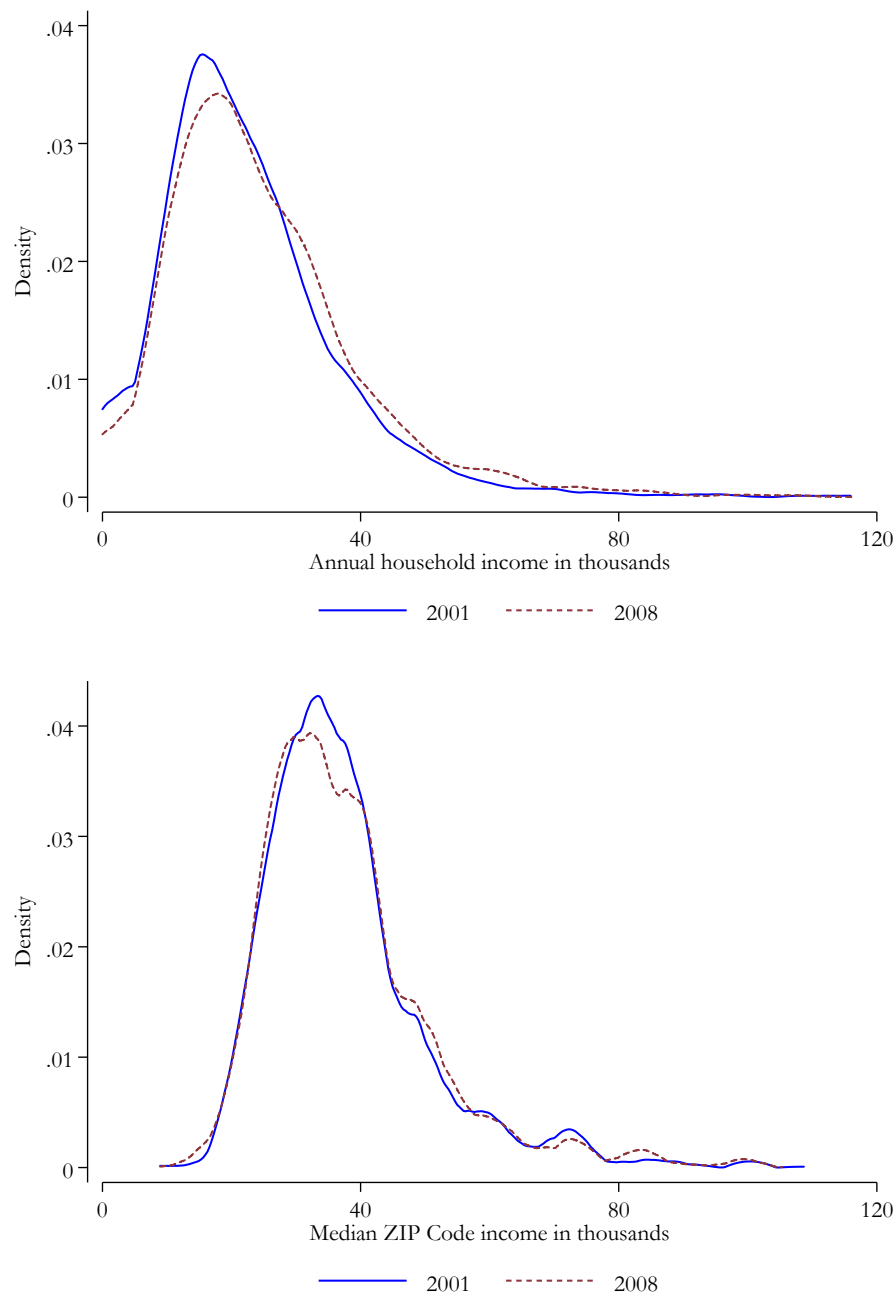 .04
.03
Density
.02
.01
0
0 40 80 120
Annual household income in thousands
2001 2008
.04
.03
Density
.02
.01
0
0 40 80 120
Median ZIP Code income in thousands
2001 2008